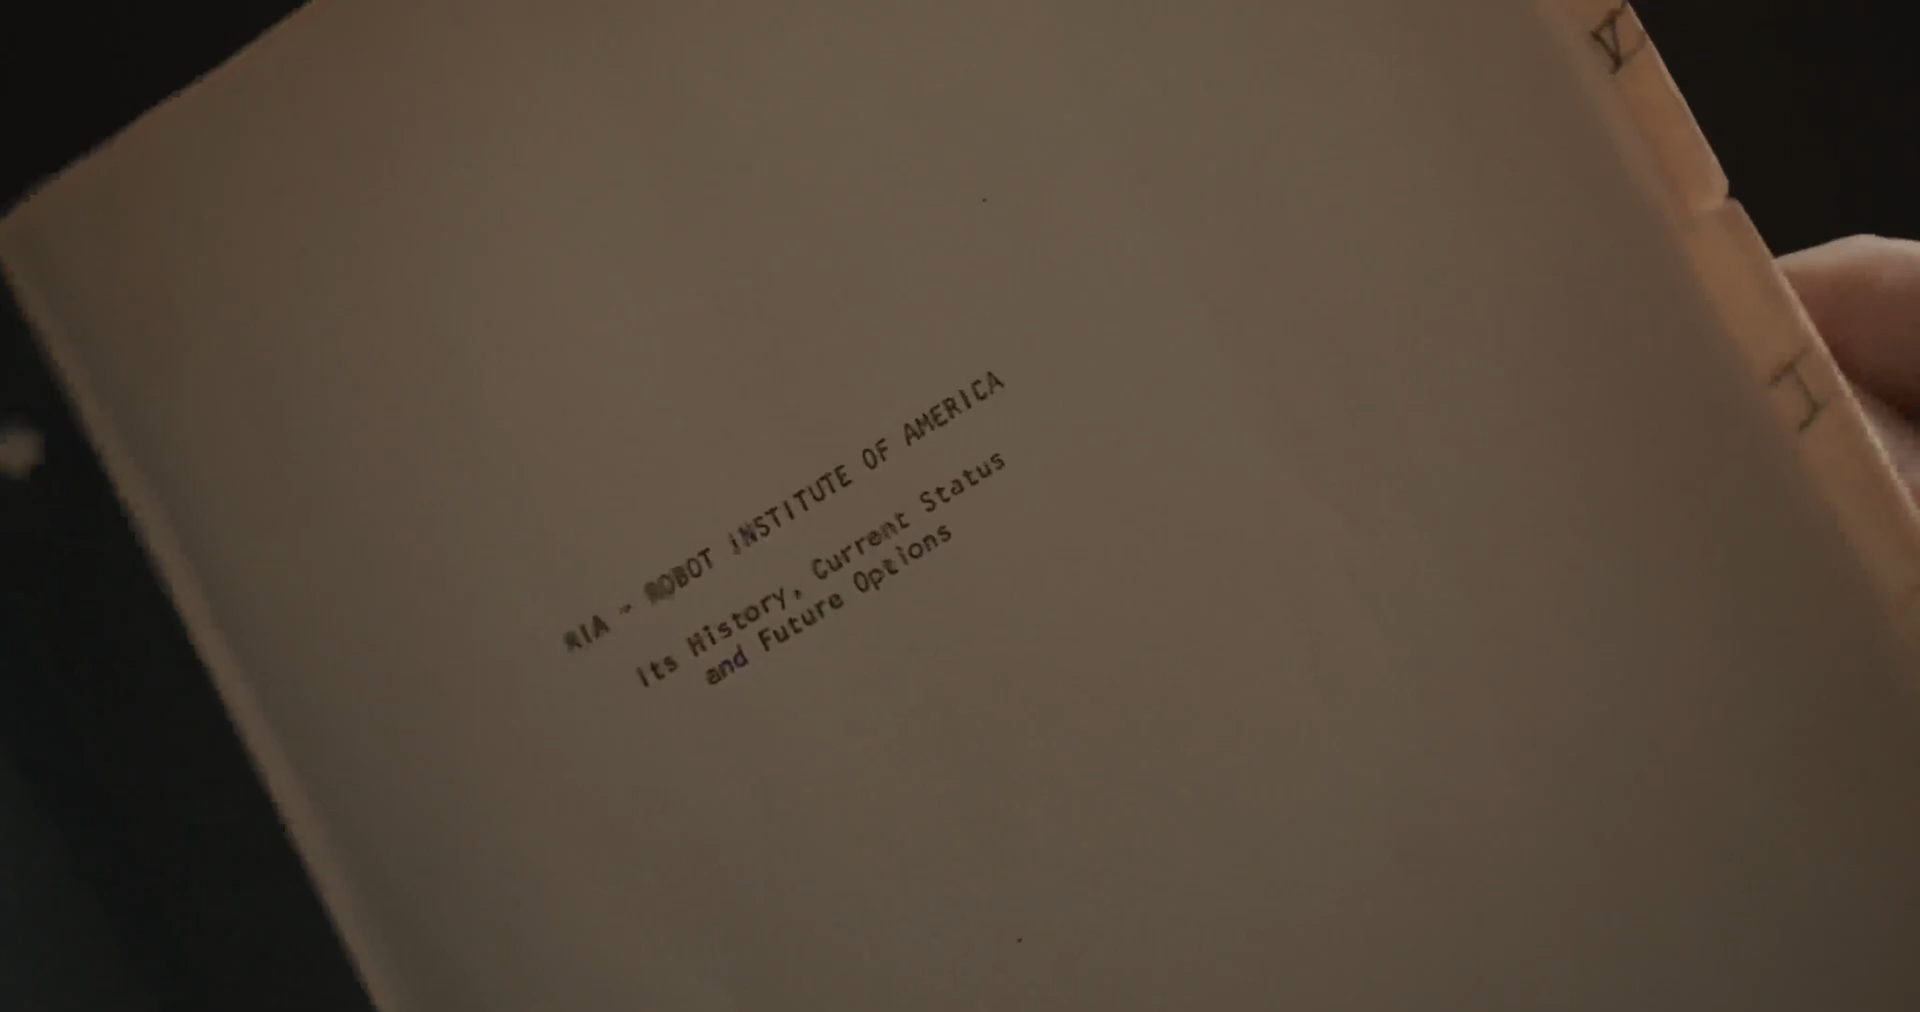 RIA - ROBOT INSTITUTE OF AMERICA
Its History, Current Status
and Future Options
I